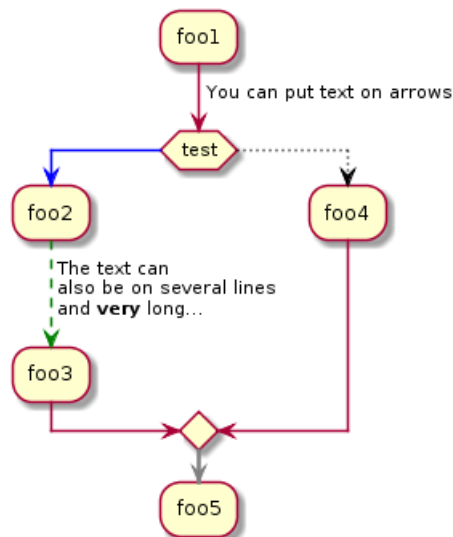 foo1
You can put text on arrows
test
foo2
foo4
The text can
also be on several lines
and very long...
foo3
foo5